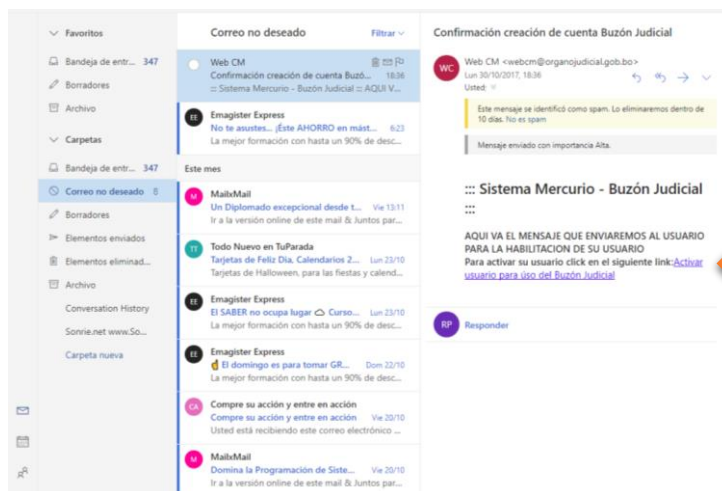 Favoritos
Bandeja de entr... 347
Borradores
Archivo
Carpetas
Bandeja de entr... 347
Correo no deseado 8
Borradores
Elementos enviados
Elementos eliminad...
Archivo
Conversation History
Sonrie.net www.So...
Carpeta nueva
Correo no deseado Filtrar
Web CM
Confirmación creación de cuenta Buzó... 18:36
::: Sistema Mercurio - Buzón Judicial ::: AQUI V...
EE
Emagister Express
No te asustes... ¡Éste AHORRO en mást... 6:23
La mejor formación con hasta un 90% de desc...
Este mes
M
MailxMail
Un Diplomado excepcional desde t... Vie 13:11
Ir a la versión online de este mail & Juntos par...
TT
Todo Nuevo en TuParada
Tarjetas de Feliz Dia, Calendarios 2... Lun 23/10
Tarjetas de Halloween, para las fiestas y calend...
EE
Emagister Express
El SABER no ocupa lugar Curso... Lun 23/10
La mejor formación con hasta un 90% de desc...
EE
Emagister Express
El domingo es para tomar GR... Dom 22/10
La mejor formación con hasta un 90% de desc...
CA
Compre su acción y entre en acción
Compre su acción y entre en acción Vie 20/10
Usted está recibiendo este correo electrónico ...
M
MailxMail
Domina la Programación de Siste... Vie 20/10
Ir a la versión online de este mail & Juntos par...
Confirmación creación de cuenta Buzón Judicial
WC
Web CM <webcm@organojudicial.gob.bo>
Lun 30/10/2017, 18:36
Usted;
Este mensaje se identificó como spam. Lo eliminaremos dentro de
10 días. No es spam
Mensaje enviado con importancia Alta.
::: Sistema Mercurio - Buzón Judicial
:::
AQUI VA EL MENSAJE QUE ENVIAREMOS AL USUARIO
PARA LA HABILITACION DE SU USUARIO
Para activar su usuario click en el siguiente link:Activar
usuario para úso del Buzón Judicial
RP
Responder